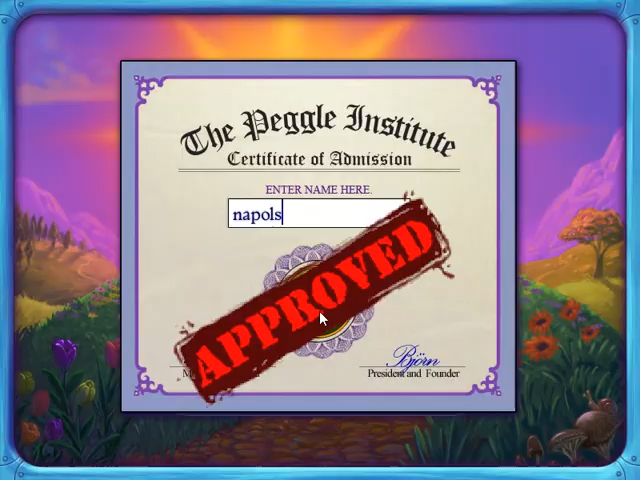 The Peggle Institute
Certificate of Admission
ENTER NAME HERE.
napols
APPROVED
Björn
President and Founder